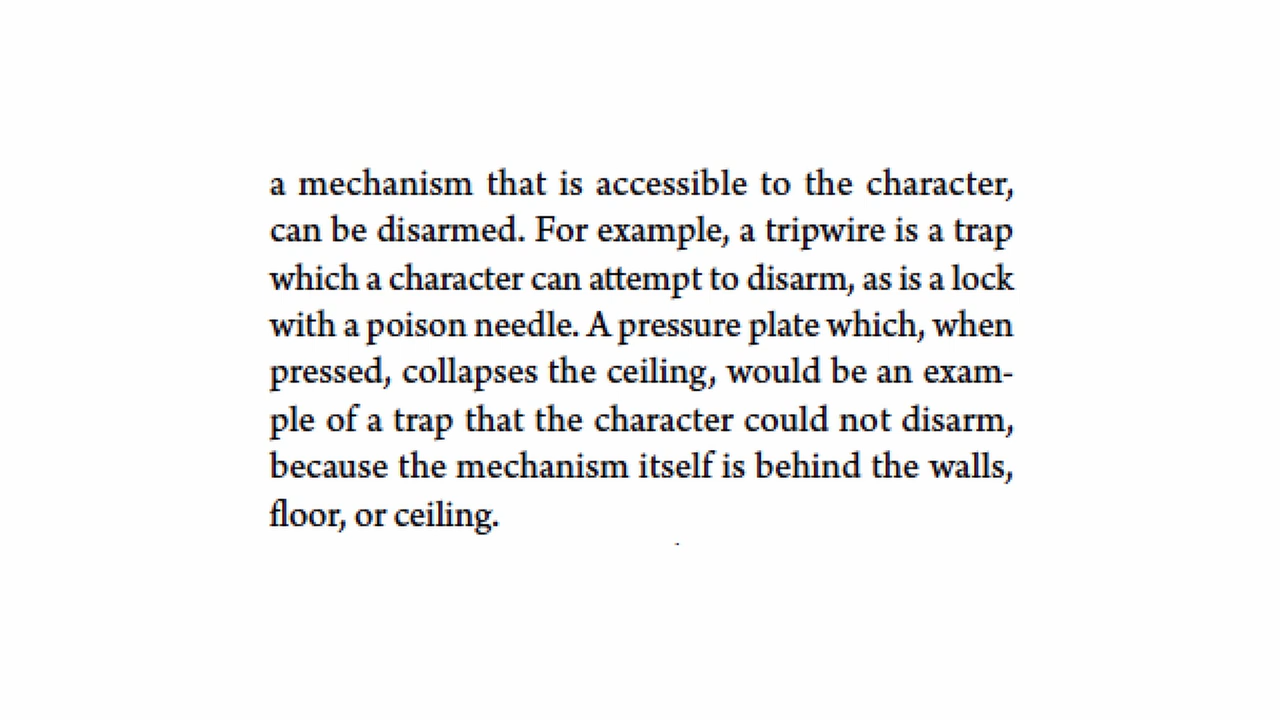 a mechanism that is accessible to the character,
can be disarmed. For example, a tripwire is a trap
which a character can attempt to disarm, as is a lock
with a poison needle. A pressure plate which, when
pressed, collapses the ceiling, would be an exam-
ple of a trap that the character could not disarm,
because the mechanism itself is behind the walls,
floor, or ceiling.